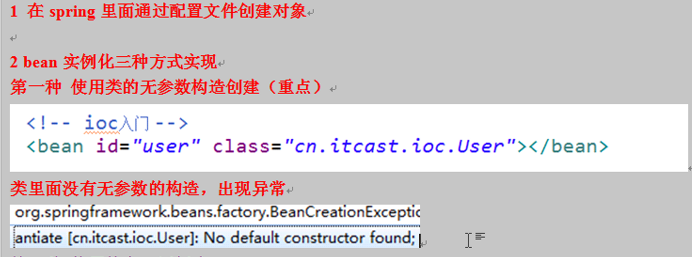 1 在 spring 里面通过配置文件创建对象
2 bean 实例化三种方式实现
第一种 使用类的无参数构造创建（重点）
<!-- ioc入门 -->
<bean id="user" class="cn.itcast.ioc.User"></bean>
类里面没有无参数的构造，出现异常
org.springframework.beans.factory.BeanCreationExceptic
antiate [cn.itcast.ioc.User]: No default constructor found;